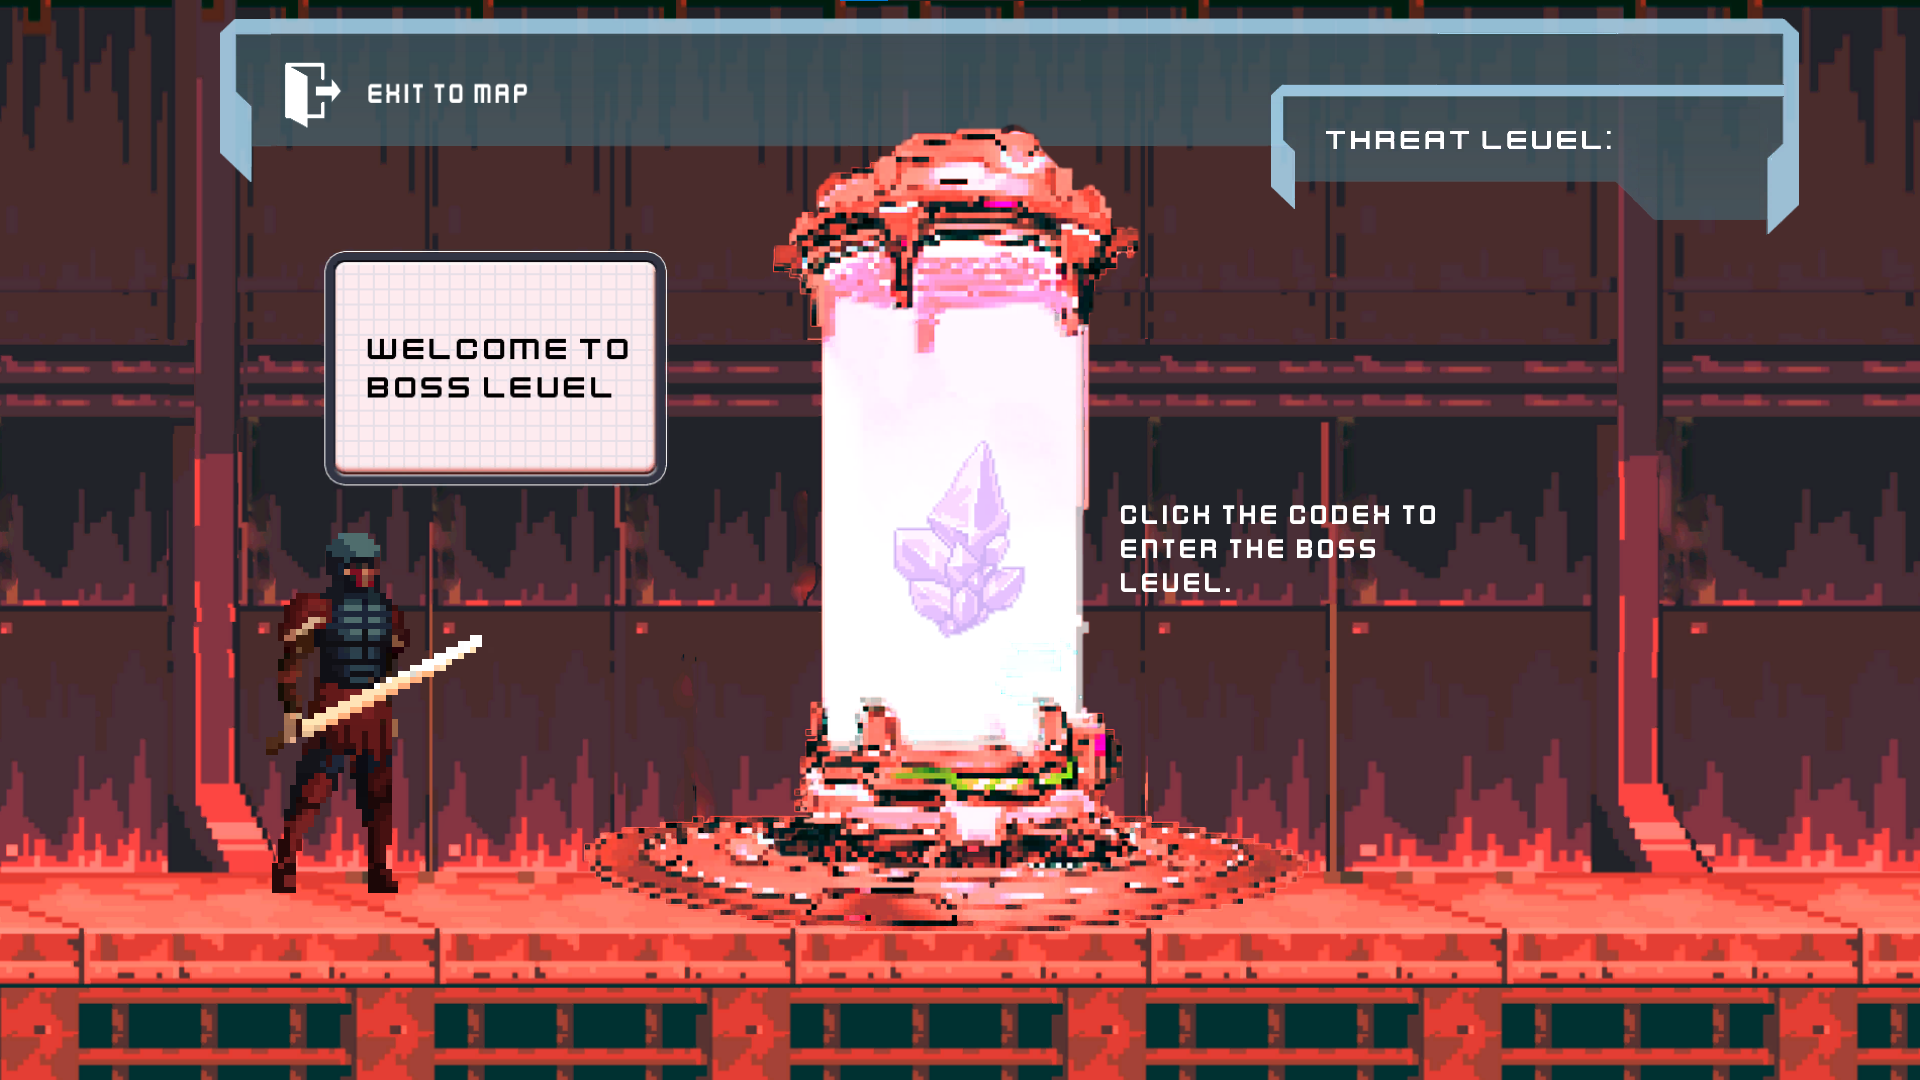 EXIT TO MAP
THREAT LEVEL:
WELCOME TO
BOSS LEVEL
CLICK THE CODEX TO
ENTER THE BOSS
LEVEL.